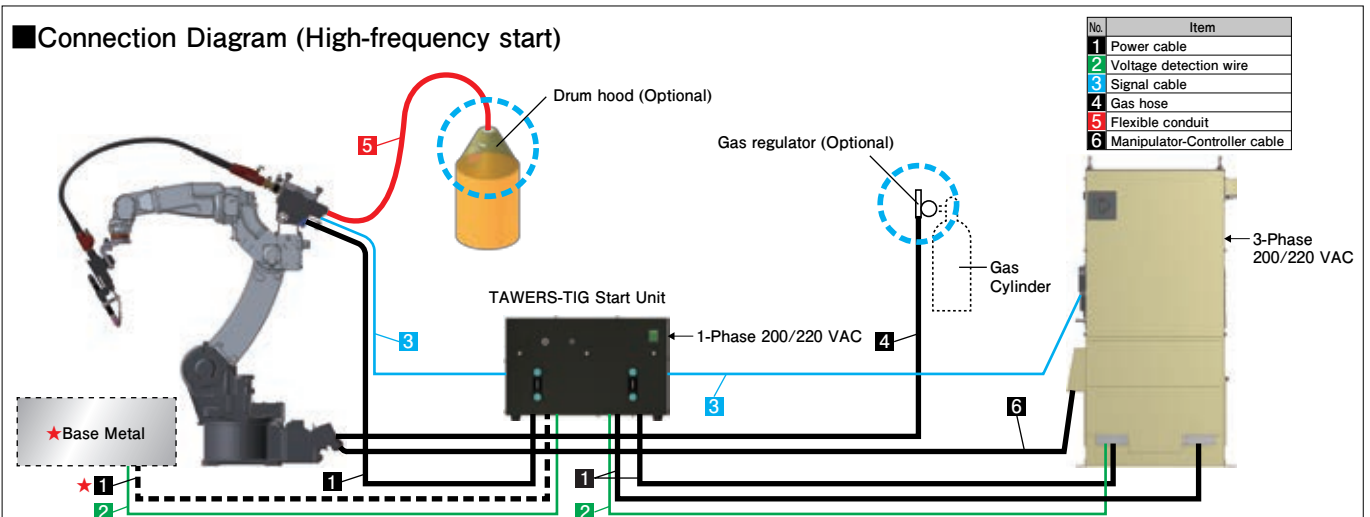 ■Connection Diagram (High-frequency start)
No. Item
1 Power cable
2 Voltage detection wire
3 Signal cable
4 Gas hose
5 Flexible conduit
6 Manipulator-Controller cable
Drum hood (Optional)
5
Gas regulator (Optional)
3-Phase
200/220 VAC
Gas
Cylinder
TAWERS-TIG Start Unit
1-Phase 200/220 VAC
4
3
3
6
★Base Metal
★ 1
1
1
2
2